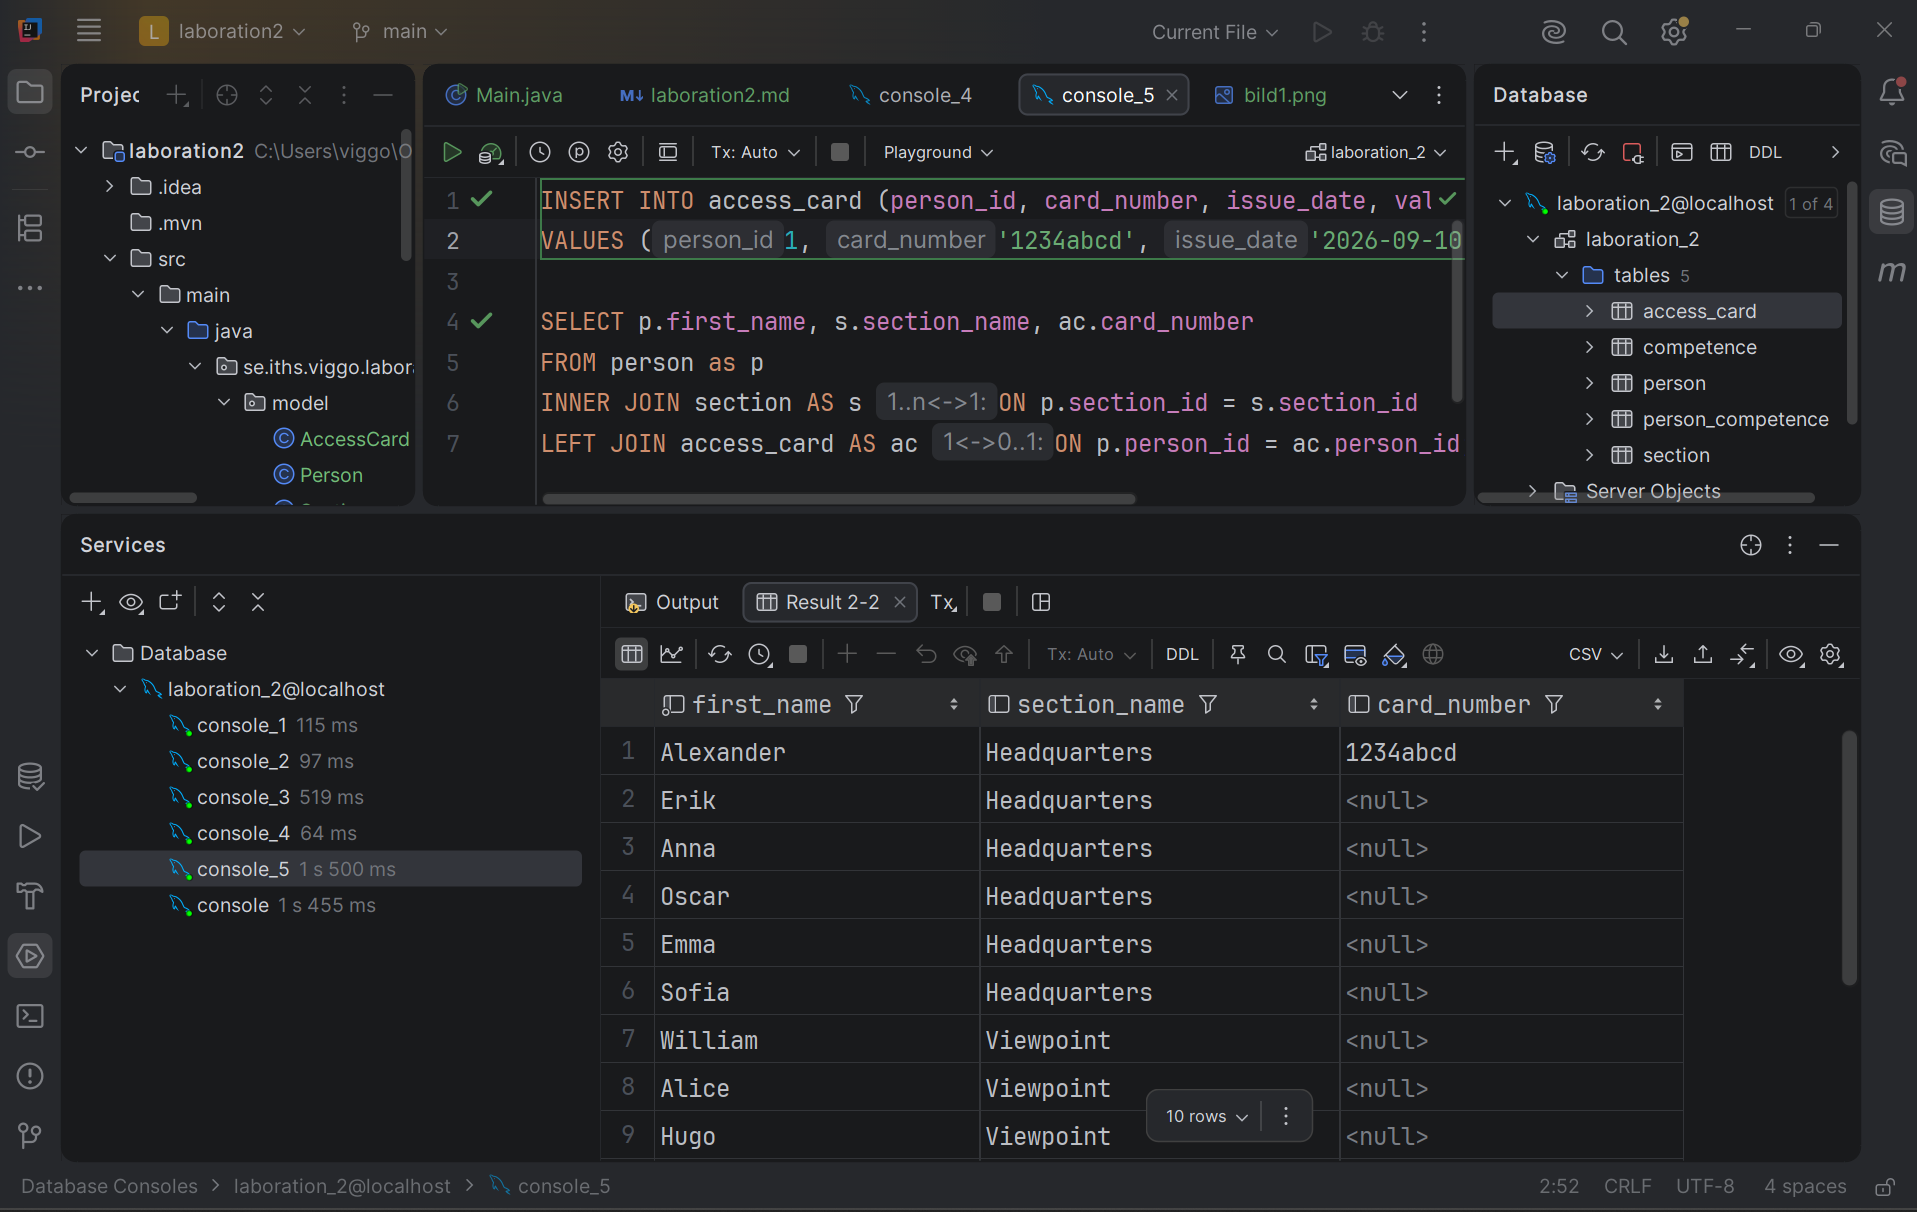 L laboration2
main
Current File
Project
laboration2 C:\Users\viggo\O
.idea
.mvn
src
main
java
se.iths.viggo.labor
model
AccessCard
Person
Main.java
M↓ laboration2.md
console_4
console_5
bild1.png
Tx: Auto
Playground
laboration_2
1 INSERT INTO access_card (person_id, card_number, issue_date, val
2 VALUES ( person_id 1, card_number '1234abcd', issue_date '2026-09-10
3
4 SELECT p.first_name, s.section_name, ac.card_number
5 FROM person as p
6 INNER JOIN section AS s 1..n<->1: ON p.section_id = s.section_id
7 LEFT JOIN access_card AS ac 1<->0..1: ON p.person_id = ac.person_id
Database
DDL
laboration_2@localhost 1 of 4
laboration_2
tables 5
access_card
competence
person
person_competence
section
Server Objects
m
Services
Database
laboration_2@localhost
console_1 115 ms
console_2 97 ms
console_3 519 ms
console_4 64 ms
console_5 1 s 500 ms
console 1 s 455 ms
Output
Result 2-2
Tx
Tx: Auto
DDL
CSV
first_name section_name card_number
1 Alexander Headquarters 1234abcd
2 Erik Headquarters <null>
3 Anna Headquarters <null>
4 Oscar Headquarters <null>
5 Emma Headquarters <null>
6 Sofia Headquarters <null>
7 William Viewpoint <null>
8 Alice Viewpoint <null>
9 Hugo Viewpoint <null>
10 rows
Database Consoles > laboration_2@localhost > console_5
2:52 CRLF UTF-8 4 spaces